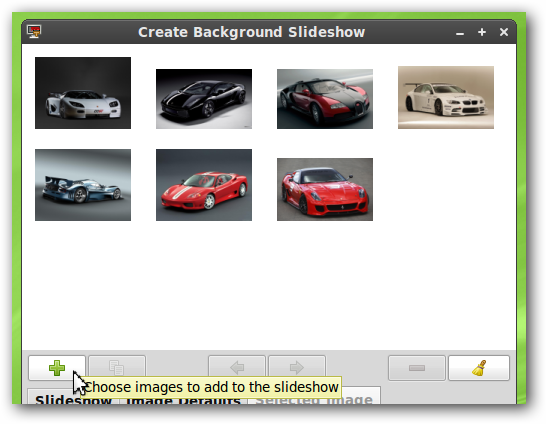 Create Background Slideshow
Choose images to add to the slideshow
Slideshow Image Defaults Selected Image